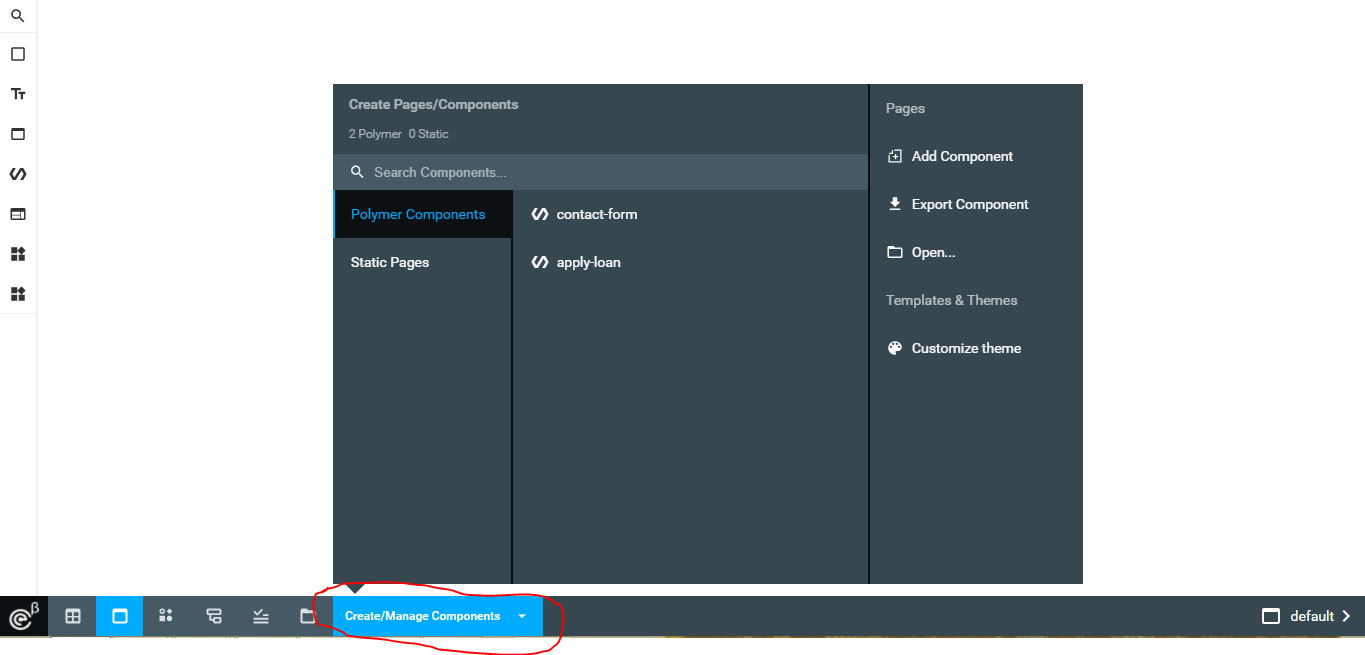 Tт
Create Pages/Components
2 Polymer 0 Static
Search Components...
Polymer Components
Static Pages
contact-form
apply-loan
Pages
Add Component
Export Component
Open...
Templates & Themes
Customize theme
e β
Create/Manage Components
default